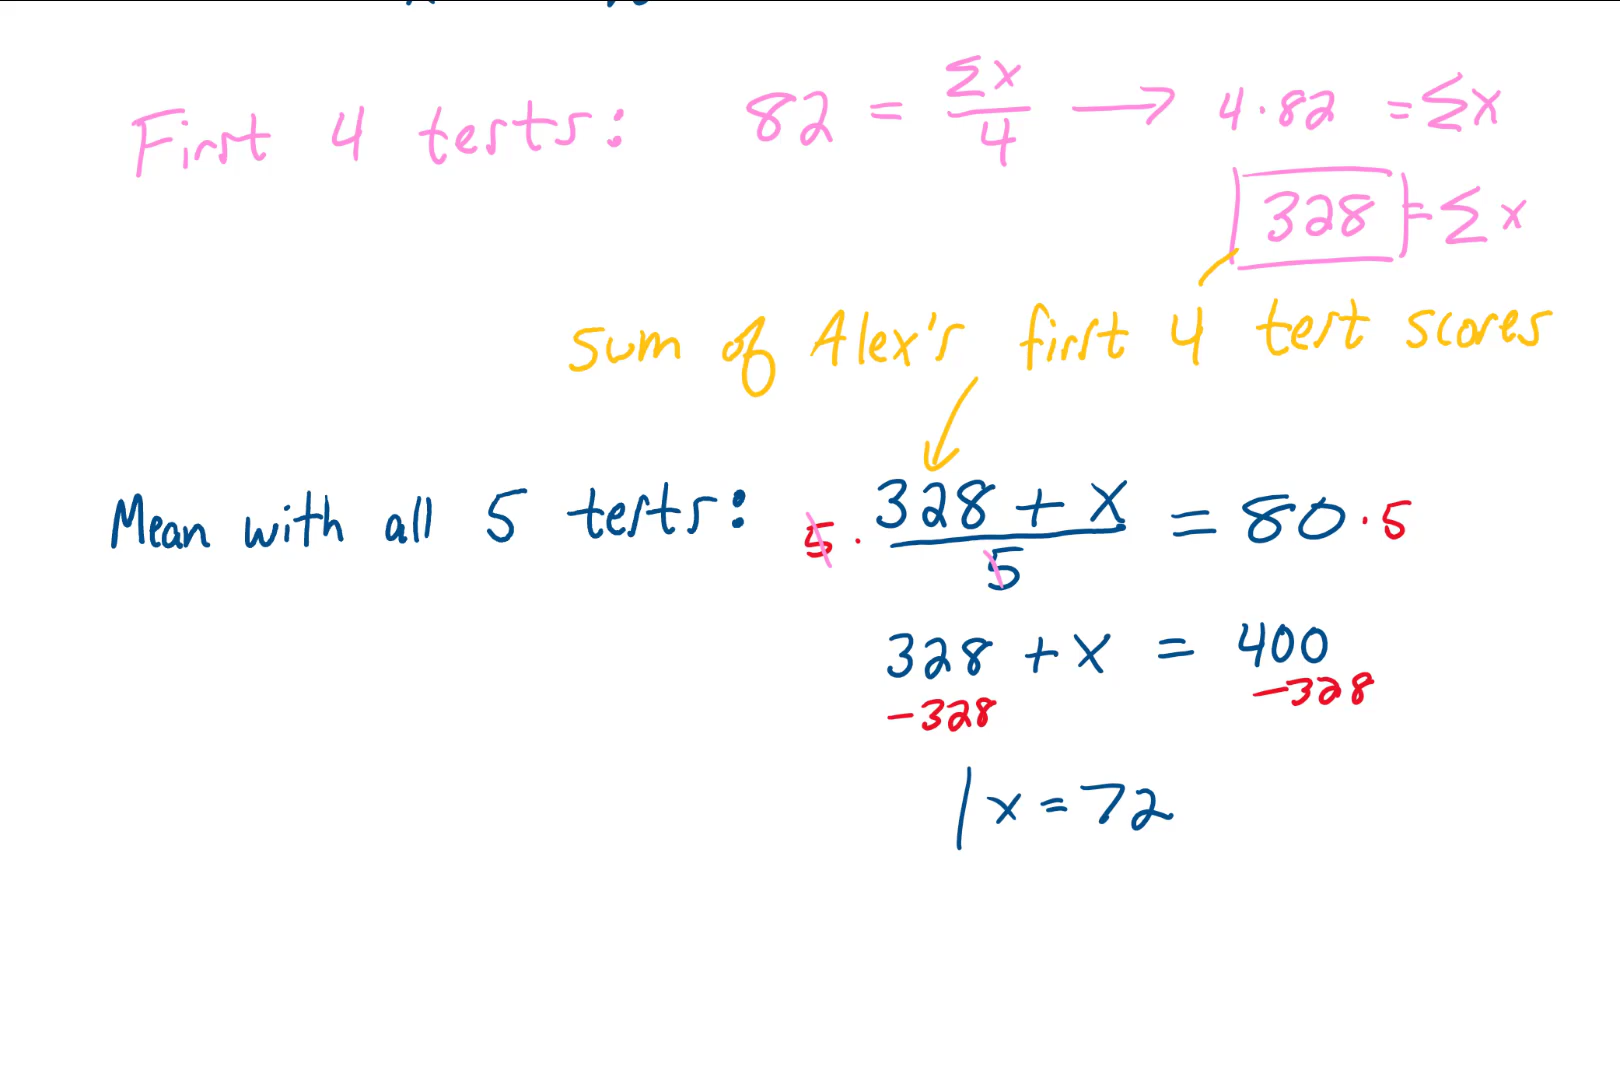 First 4 tests: 82 = Σx/4 → 4·82 = Σx
328 = Σx
sum of Alex's first 4 test scores
Mean with all 5 tests: 5 · (328 + x)/5 = 80 · 5
328 + x = 400
-328 -328
x = 72